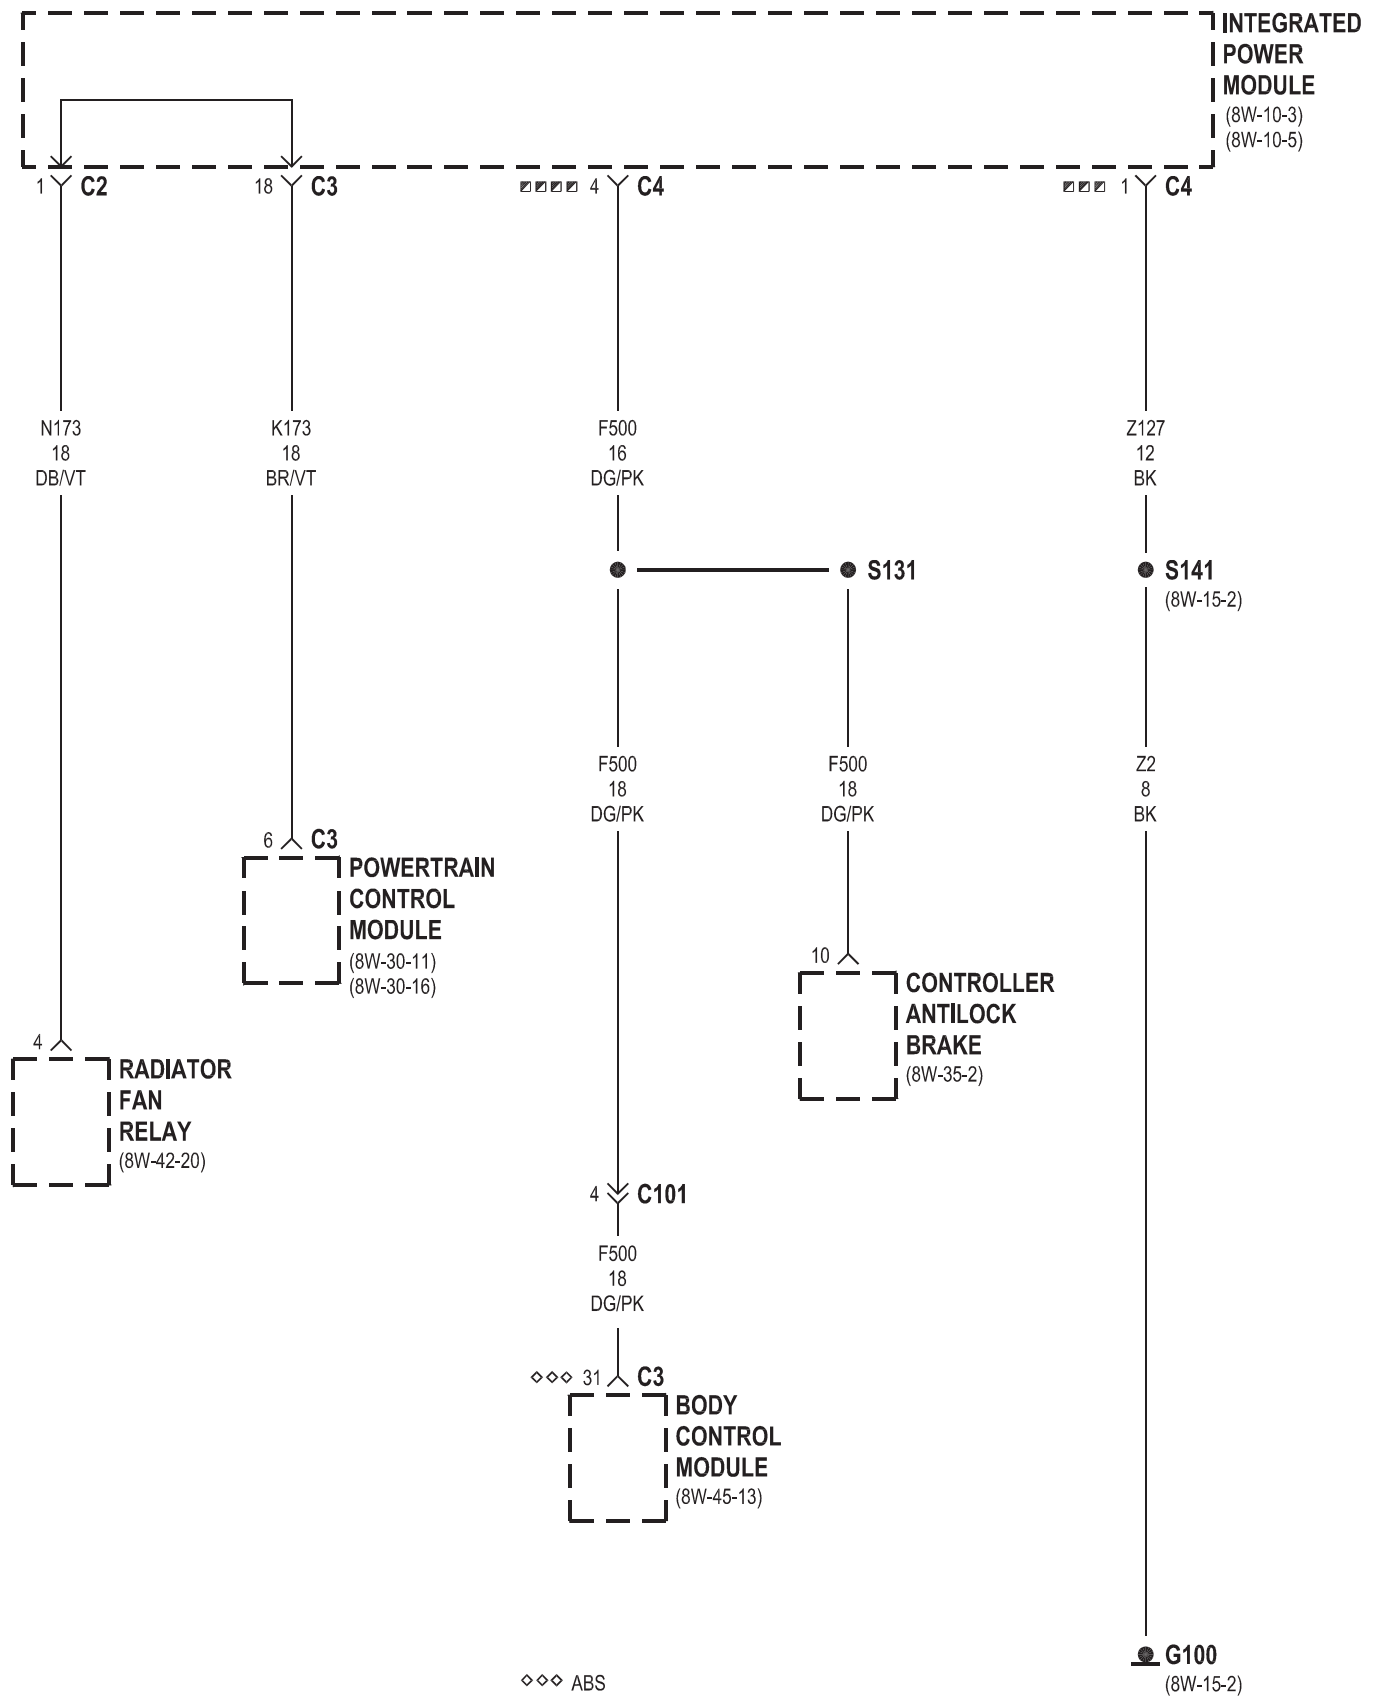 INTEGRATED
POWER
MODULE
(8W-10-3)
(8W-10-5)
1 C2
18 C3
4 C4
1 C4
N173
18
DB/VT
K173
18
BR/VT
F500
16
DG/PK
Z127
12
BK
S131
S141
(8W-15-2)
F500
18
DG/PK
F500
18
DG/PK
Z2
8
BK
6 C3
POWERTRAIN
CONTROL
MODULE
(8W-30-11)
(8W-30-16)
10
CONTROLLER
ANTILOCK
BRAKE
(8W-35-2)
4
RADIATOR
FAN
RELAY
(8W-42-20)
4 C101
F500
18
DG/PK
31 C3
BODY
CONTROL
MODULE
(8W-45-13)
G100
(8W-15-2)
ABS